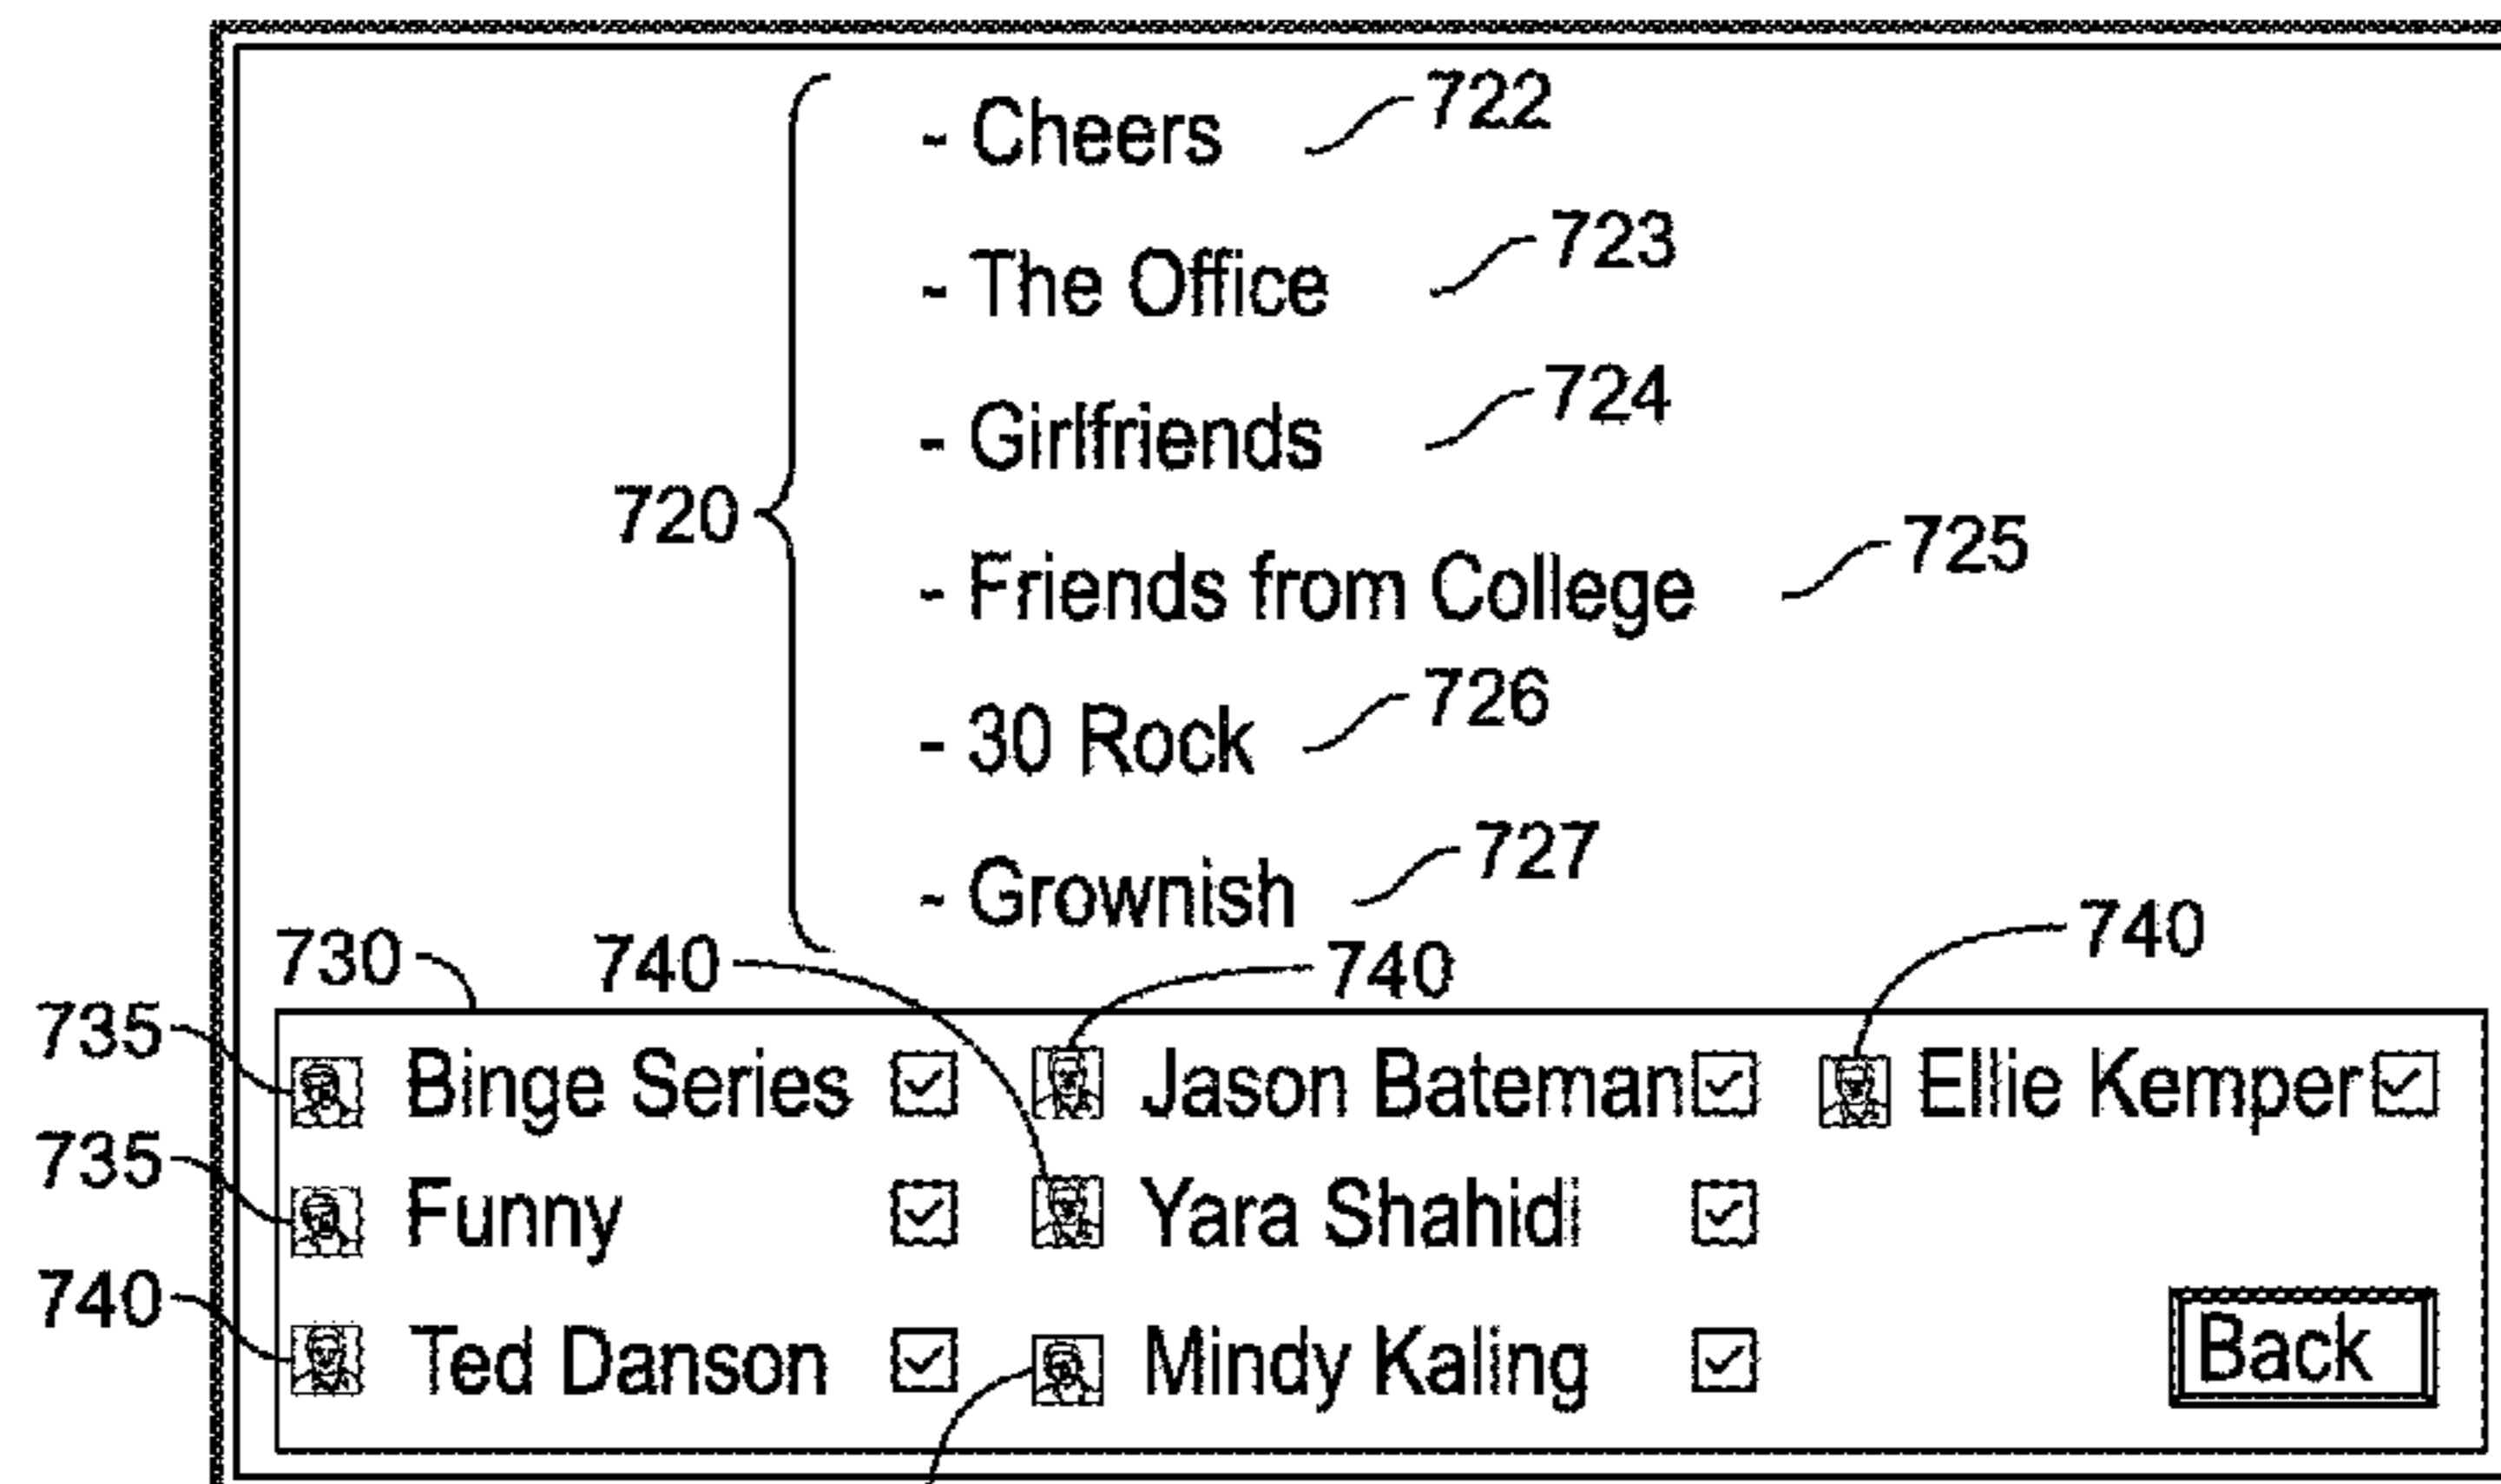 - Cheers 722
- The Office 723
- Girlfriends 724
720
- Friends from College 725
- 30 Rock 726
- Grownish 727
730 740 740 740
735 Binge Series Jason Bateman Ellie Kemper
735 Funny Yara Shahidi
740 Ted Danson Mindy Kaling Back